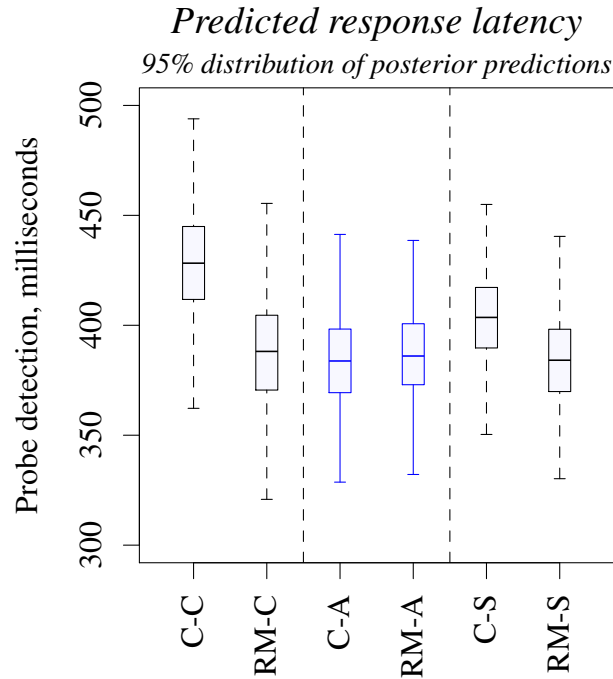 Predicted response latency
95% distribution of posterior predictions
Probe detection, milliseconds
500
450
400
350
300
C-C
RM-C
C-A
RM-A
C-S
RM-S